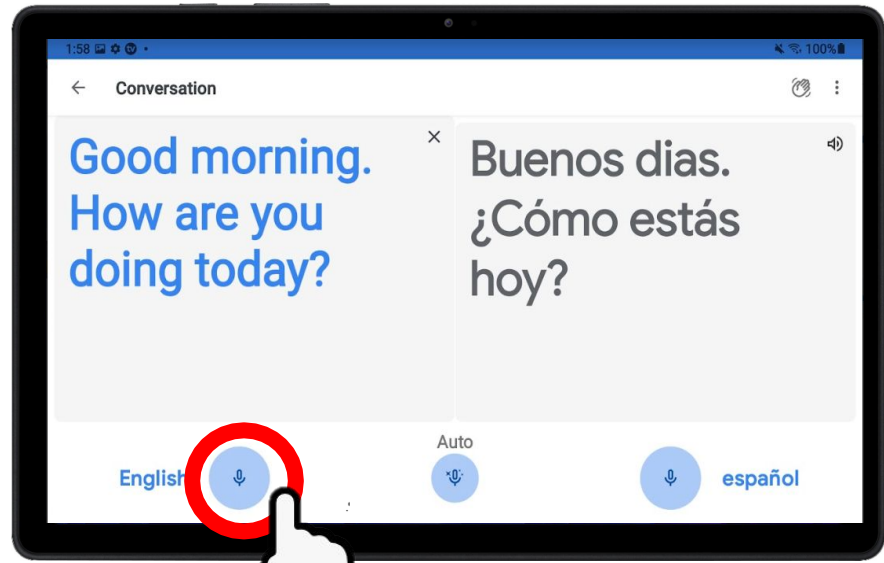 1:58
100%
Conversation
Good morning.
How are you
doing today?
Buenos dias.
¿Cómo estás
hoy?
Auto
English
español